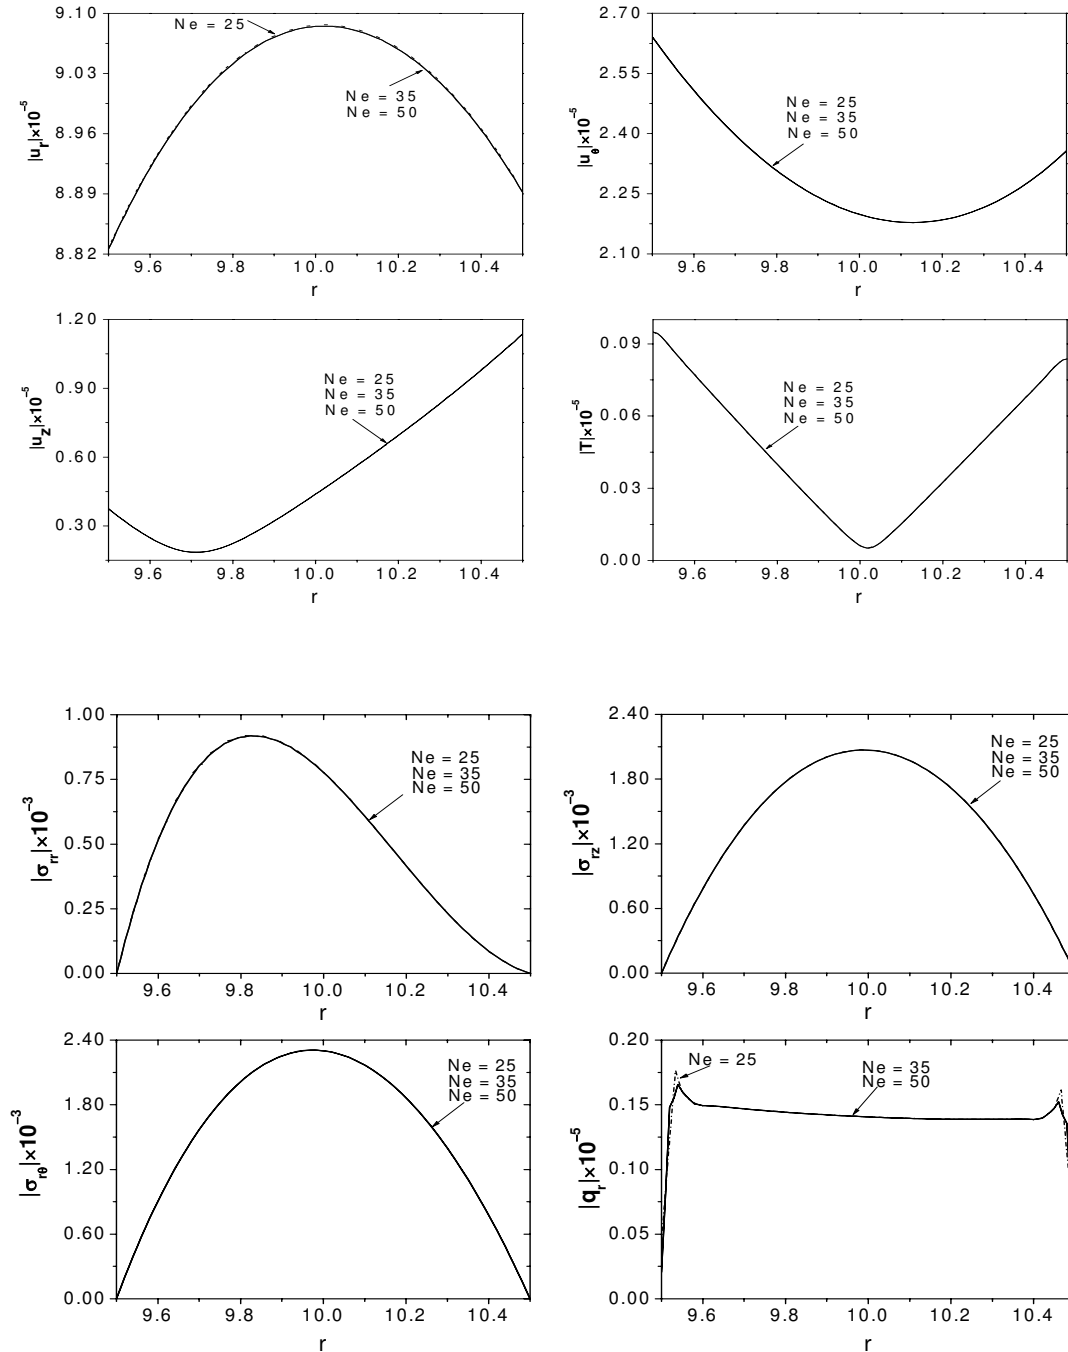 9.10
9.03
8.96
8.89
8.82
|u_r|×10⁻⁵
Ne = 25
Ne = 35
Ne = 50
9.6 9.8 10.0 10.2 10.4
r
2.70
2.55
2.40
2.25
2.10
|u_θ|×10⁻⁵
Ne = 25
Ne = 35
Ne = 50
9.6 9.8 10.0 10.2 10.4
r
1.20
0.90
0.60
0.30
|u_z|×10⁻⁵
Ne = 25
Ne = 35
Ne = 50
9.6 9.8 10.0 10.2 10.4
r
0.09
0.06
0.03
0.00
|T|×10⁻⁵
Ne = 25
Ne = 35
Ne = 50
9.6 9.8 10.0 10.2 10.4
r
1.00
0.75
0.50
0.25
0.00
|σ_rr|×10⁻³
Ne = 25
Ne = 35
Ne = 50
9.6 9.8 10.0 10.2 10.4
r
2.40
1.80
1.20
0.60
0.00
|σ_rz|×10⁻³
Ne = 25
Ne = 35
Ne = 50
9.6 9.8 10.0 10.2 10.4
r
2.40
1.80
1.20
0.60
0.00
|σ_rθ|×10⁻³
Ne = 25
Ne = 35
Ne = 50
9.6 9.8 10.0 10.2 10.4
r
0.20
0.15
0.10
0.05
0.00
|q_r|×10⁻⁵
Ne = 25
Ne = 35
Ne = 50
9.6 9.8 10.0 10.2 10.4
r